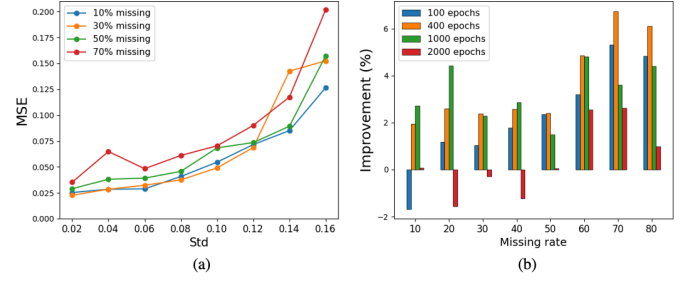 10% missing
30% missing
50% missing
70% missing
MSE
0.200
0.175
0.150
0.125
0.100
0.075
0.050
0.025
0.000
0.02 0.04 0.06 0.08 0.10 0.12 0.14 0.16
Std
(a)
100 epochs
400 epochs
1000 epochs
2000 epochs
Improvement (%)
6
4
2
0
−2
10 20 30 40 50 60 70 80
Missing rate
(b)